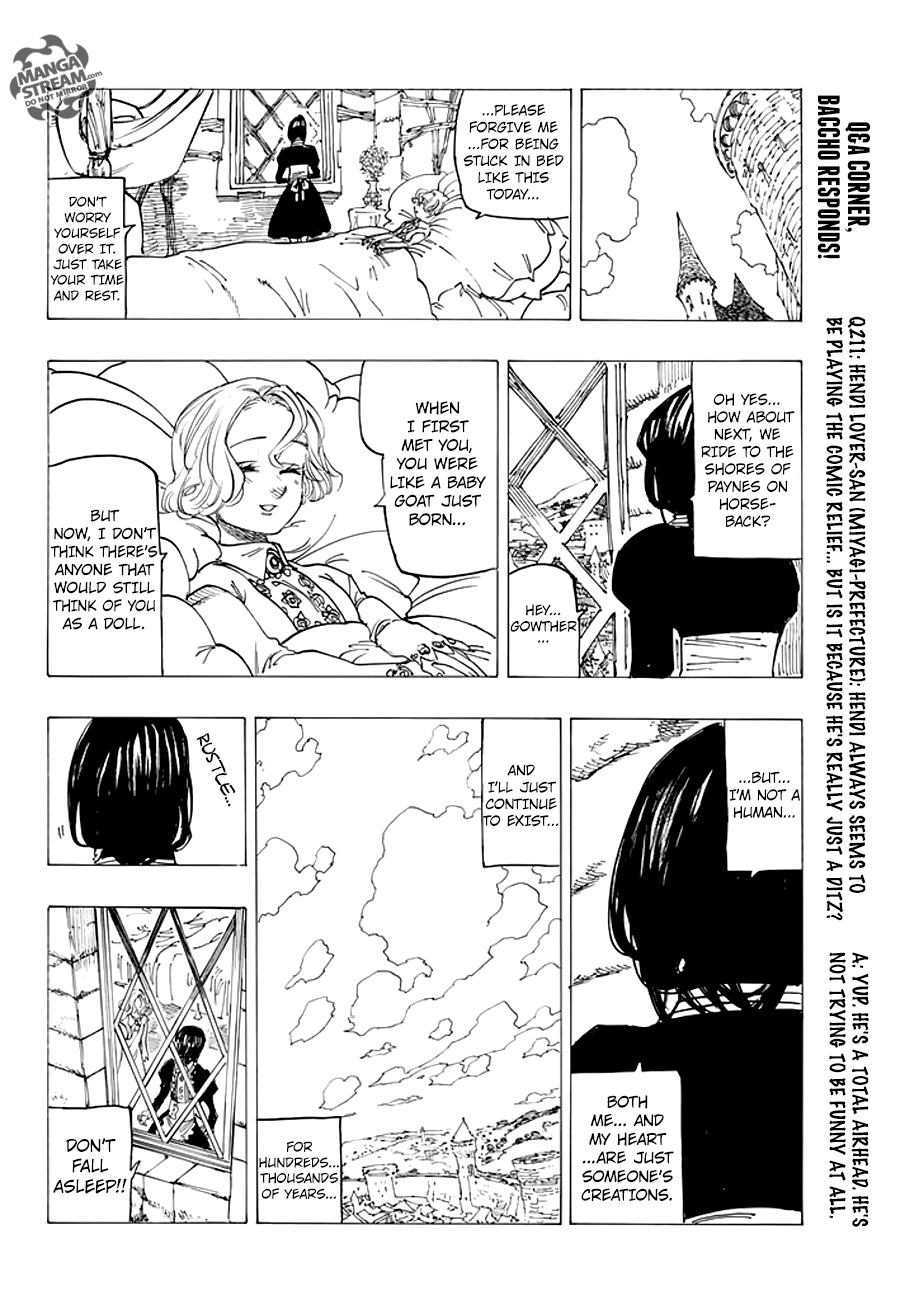 MANGA
STREAM.com
DO NOT MIRROR
Q&A CORNER,
BACCHO RESPONDS!
Q211: HENDI LOVER-SAN (MIYAGI-PREFECTURE): HENDI ALWAYS SEEMS TO
BE PLAYING THE COMIC RELIEF... BUT IS IT BECAUSE HE'S REALLY JUST A DITZ?
A: YUP. HE'S A TOTAL AIRHEAD. HE'S
NOT TRYING TO BE FUNNY AT ALL.
...PLEASE
FORGIVE ME
...FOR BEING
STUCK IN BED
LIKE THIS
TODAY...
DON'T
WORRY
YOURSELF
OVER IT.
JUST TAKE
YOUR TIME
AND REST.
OH YES...
HOW ABOUT
NEXT, WE
RIDE TO THE
SHORES OF
PAYNES ON
HORSE-
BACK?
HEY...
GOWTHER
...
WHEN
I FIRST
MET YOU,
YOU WERE
LIKE A BABY
GOAT JUST
BORN...
BUT
NOW, I DON'T
THINK THERE'S
ANYONE THAT
WOULD STILL
THINK OF YOU
AS A DOLL.
...BUT...
I'M NOT A
HUMAN...
BOTH
ME... AND
MY HEART
...ARE JUST
SOMEONE'S
CREATIONS.
AND
I'LL JUST
CONTINUE
TO EXIST...
FOR
HUNDREDS...
THOUSANDS
OF YEARS...
RUSTLE...
DON'T
FALL
ASLEEP!!